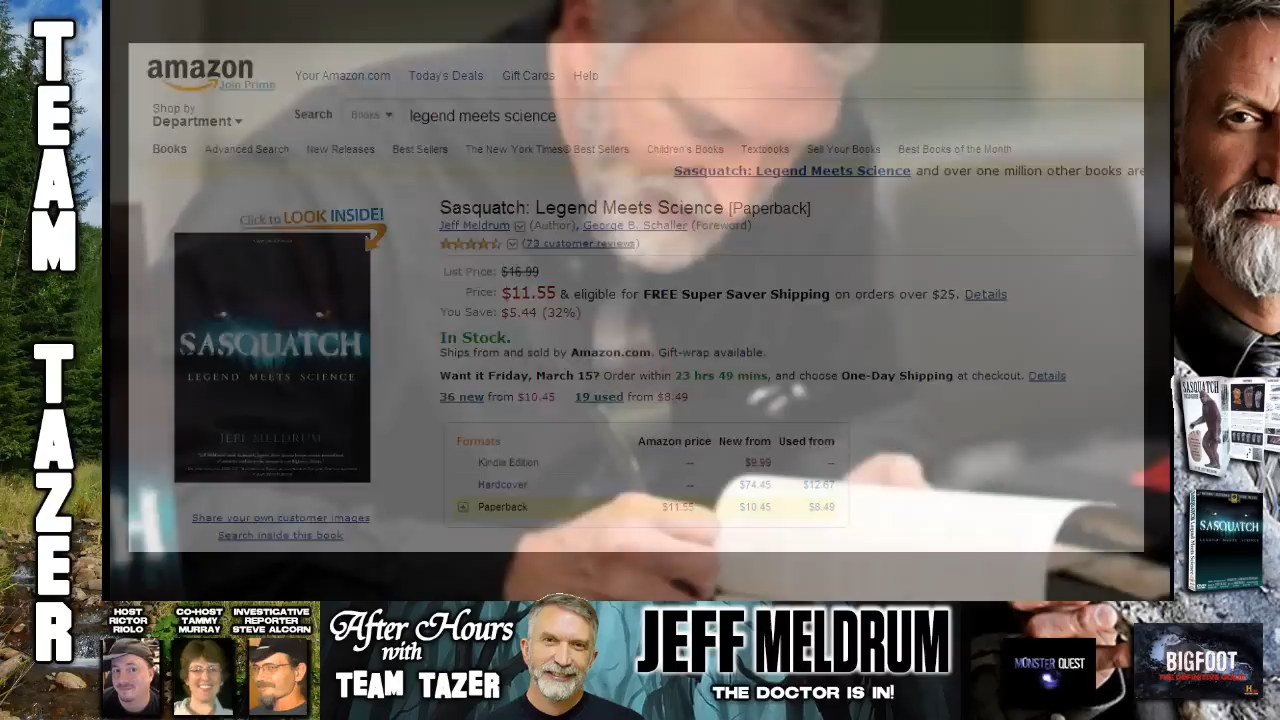 TEAM TAZER
amazon
Join Prime
Your Amazon.com Today's Deals Gift Cards Help
Shop by
Department
Search Books legend meets science
Books Advanced Search New Releases Best Sellers The New York Times® Best Sellers Children's Books Textbooks Sell Your Books Best Books of the Month
Sasquatch: Legend Meets Science and over one million other books are
Click to LOOK INSIDE!
Sasquatch: Legend Meets Science [Paperback]
Jeff Meldrum (Author), George B. Schaller (Foreword)
(73 customer reviews)
List Price: $16.99
Price: $11.55 & eligible for FREE Super Saver Shipping on orders over $25. Details
You Save: $5.44 (32%)
In Stock.
Ships from and sold by Amazon.com. Gift-wrap available.
Want it Friday, March 15? Order within 23 hrs 49 mins, and choose One-Day Shipping at checkout. Details
36 new from $10.45 19 used from $8.49
SASQUATCH
LEGEND MEETS SCIENCE
JEFF MELDRUM
Formats Amazon price New from Used from
Kindle Edition -- $9.99 --
Hardcover -- $74.45 $12.67
Paperback $11.55 $10.45 $8.49
Share your own customer images
Search inside this book
SASQUATCH
SASQUATCH
HOST
RICTOR
RIOLO
CO-HOST
TAMMY
MURRAY
INVESTIGATIVE
REPORTER
STEVE ALCORN
After Hours
with
TEAM TAZER
JEFF MELDRUM
THE DOCTOR IS IN!
MONSTER QUEST
BIGFOOT
THE DEFINITIVE GUIDE